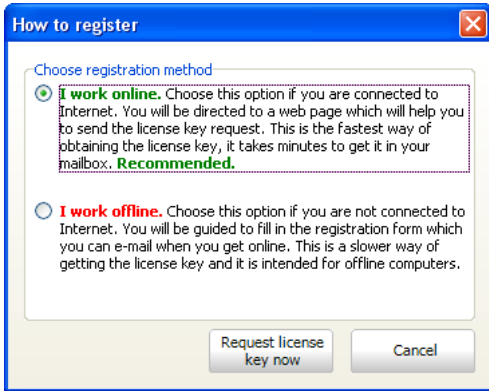 How to register
Choose registration method
I work online. Choose this option if you are connected to
Internet. You will be directed to a web page which will help you
to send the license key request. This is the fastest way of
obtaining the license key, it takes minutes to get it in your
mailbox. Recommended.
I work offline. Choose this option if you are not connected to
Internet. You will be guided to fill in the registration form which
you can e-mail when you get online. This is a slower way of
getting the license key and it is intended for offline computers.
Request license
key now
Cancel